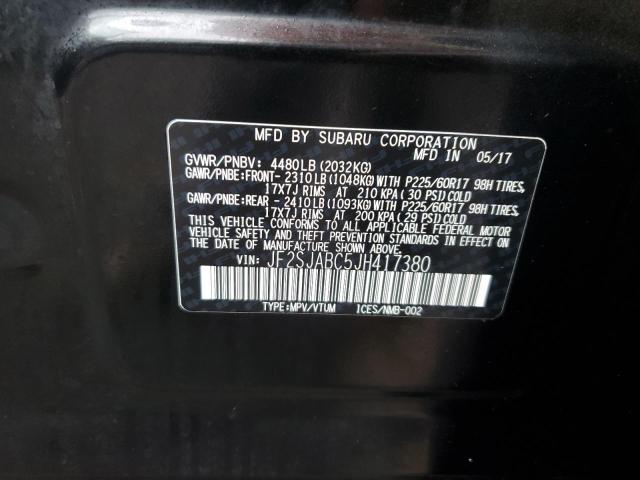 MFD BY SUBARU CORPORATION
GVWR/PNBV: 4480LB (2032KG) MFD IN 05/17
GAWR/PNBE:FRONT- 2310LB (1048KG) WITH P225/60R17 98H TIRES,
17X7J RIMS AT 210 KPA (30 PSI) COLD
GAWR/PNBE:REAR - 2410LB (1093KG) WITH P225/60R17 98H TIRES,
17X7J RIMS AT 200 KPA (29 PSI) COLD
THIS VEHICLE CONFORMS TO ALL APPLICABLE FEDERAL MOTOR
VEHICLE SAFETY AND THEFT PREVENTION STANDARDS IN EFFECT
ON THE DATE OF MANUFACTURE SHOWN ABOVE.
VIN: JF2SJABC5JH417380
TYPE:MPV/VTUM ICES/NMB-002